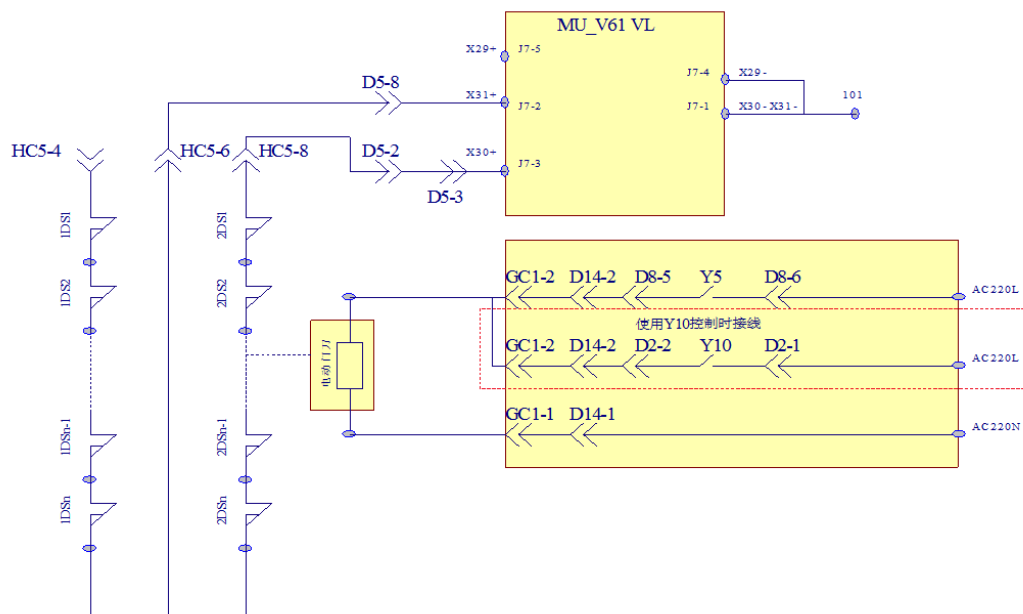 MU_V61 VL
X29+
J7-5
J7-4
X29-
D5-8
X31+
J7-2
J7-1
X30-X31-
101
HC5-4
HC5-6
HC5-8
D5-2
X30+
J7-3
D5-3
1DS1
2DS1
1DS2
2DS2
GC1-2
D14-2
D8-5
Y5
D8-6
AC220L
使用Y10控制时接线
GC1-2
D14-2
D2-2
Y10
D2-1
AC220L
电动门刀
GC1-1
D14-1
AC220N
1DSn-1
2DSn-1
1DSn
2DSn